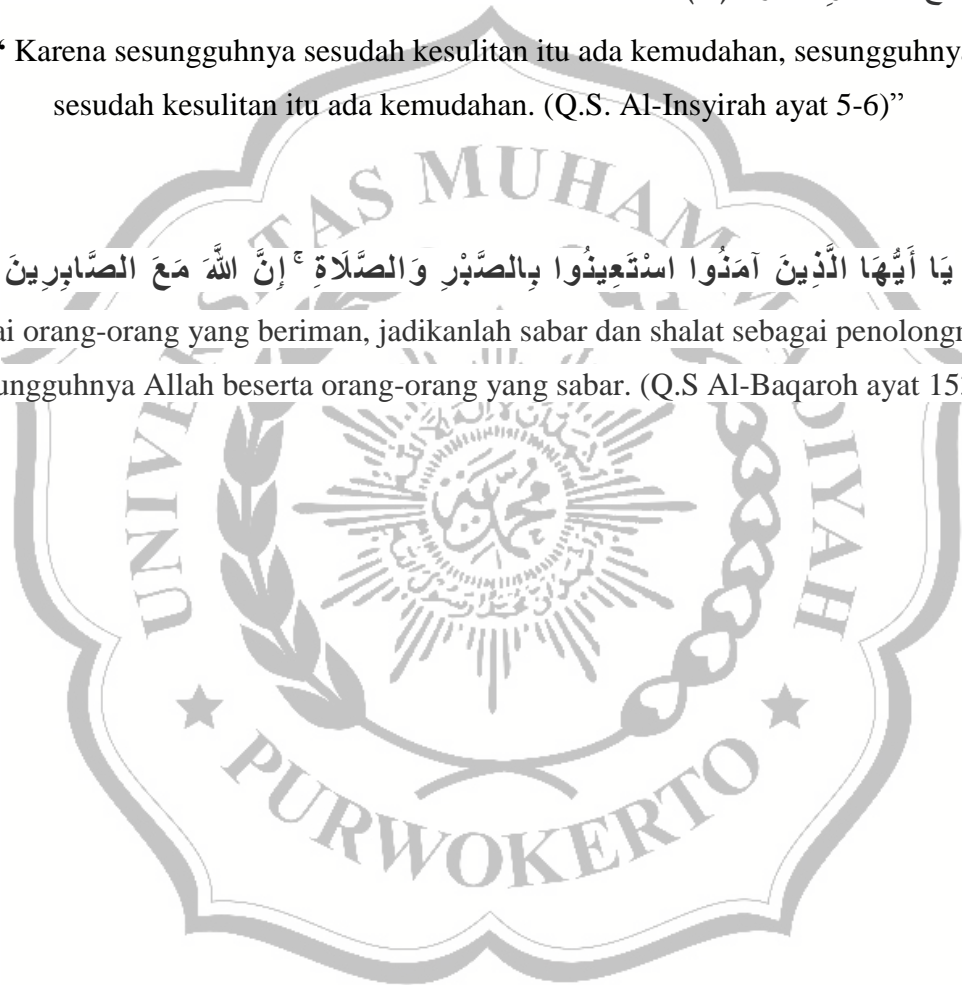 “ Karena sesungguhnya sesudah kesulitan itu ada kemudahan, sesungguhnya
sesudah kesulitan itu ada kemudahan. (Q.S. Al-Insyirah ayat 5-6)”
يَا أَيُّهَا الَّذِينَ آمَنُوا اسْتَعِينُوا بِالصَّبْرِ وَالصَّلَاةِ ۚ إِنَّ اللَّهَ مَعَ الصَّابِرِينَ
orang-orang yang beriman, jadikanlah sabar dan shalat sebagai
Allah beserta orang-orang yang sabar. (Q.S Al-Baqaroh ayat
UNIVERSITAS MUHAMMADIYAH
PURWOKERTO